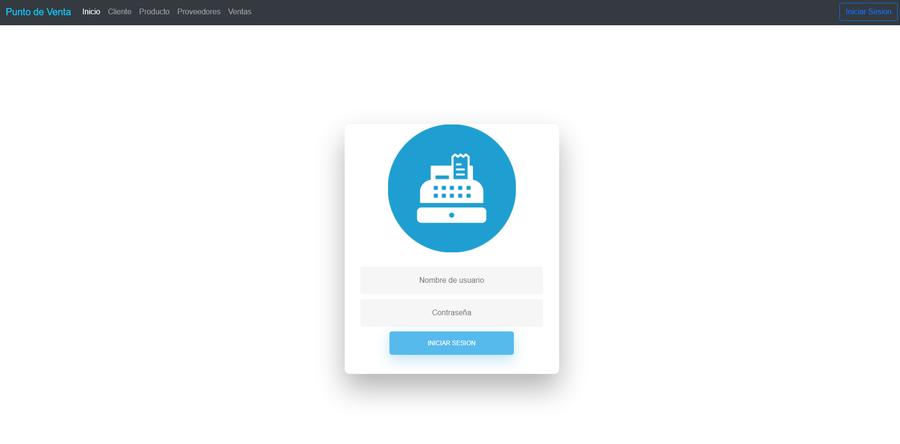 Punto de Venta Inicio Cliente Producto Proveedores Ventas Iniciar Sesion
Nombre de usuario
Contraseña
INICIAR SESION